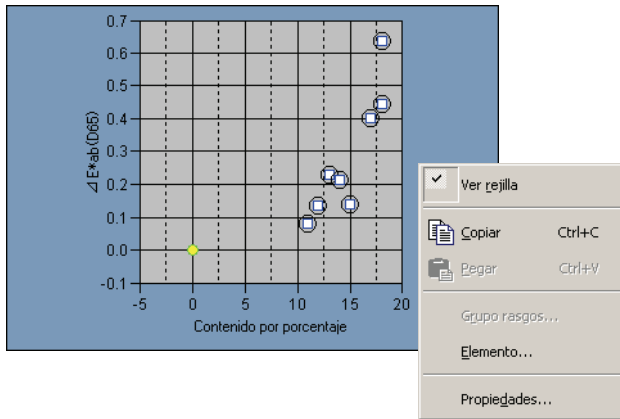 0.7
0.6
0.5
0.4
0.3
0.2
0.1
0.0
-0.1
⊿E*ab(D65)
-5 0 5 10 15 20
Contenido por porcentaje
Ver rejilla
Copiar Ctrl+C
Pegar Ctrl+V
Grupo rasgos...
Elemento...
Propiedades...